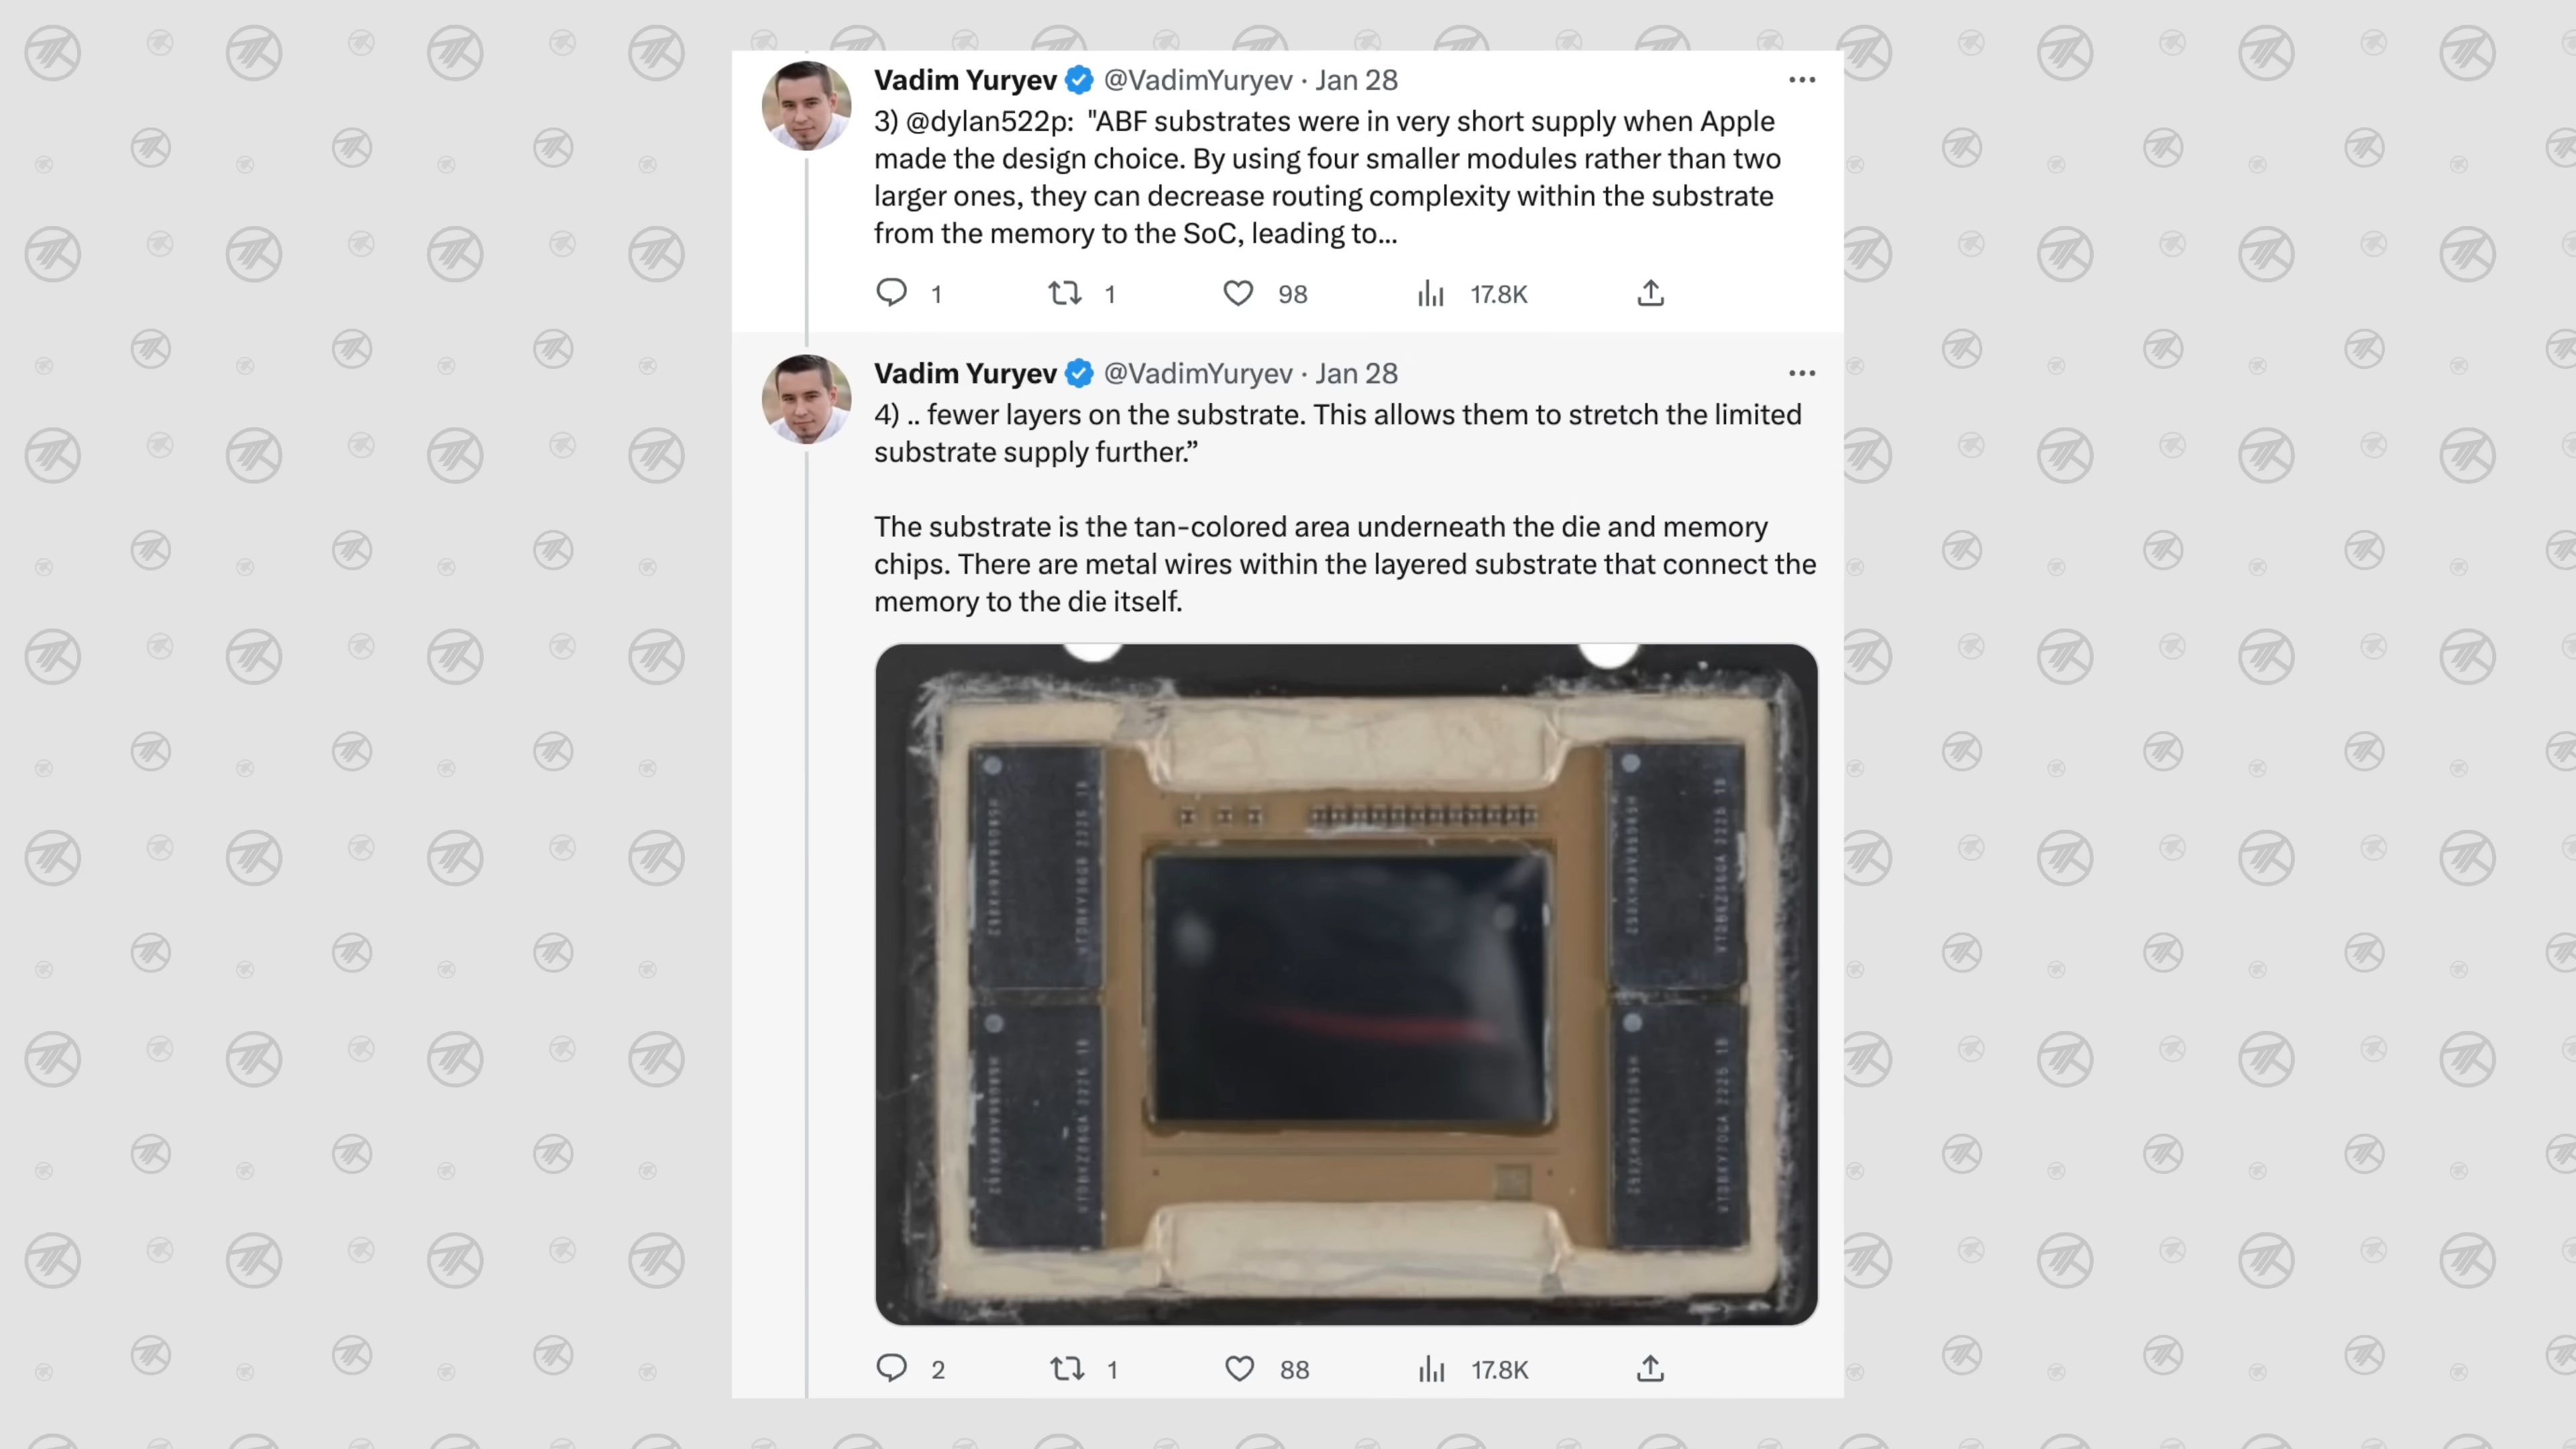 Vadim Yuryev @VadimYuryev · Jan 28
3) @dylan522p: "ABF substrates were in very short supply when Apple
made the design choice. By using four smaller modules rather than two
larger ones, they can decrease routing complexity within the substrate
from the memory to the SoC, leading to...
1 1 98 17.8K
Vadim Yuryev @VadimYuryev · Jan 28
4) .. fewer layers on the substrate. This allows them to stretch the limited
substrate supply further.”
The substrate is the tan-colored area underneath the die and memory
chips. There are metal wires within the layered substrate that connect the
memory to the die itself.
2 1 88 17.8K